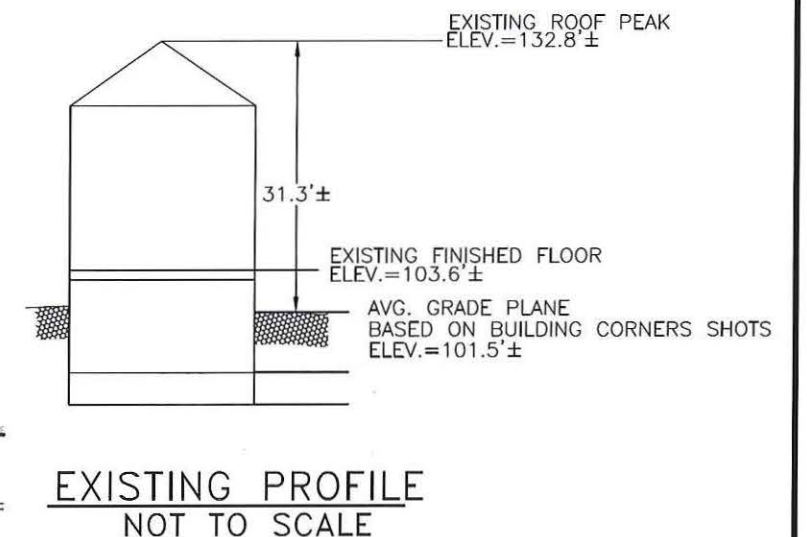 EXISTING ROOF PEAK
ELEV.=132.8'±
31.3'±
EXISTING FINISHED FLOOR
ELEV.=103.6'±
AVG. GRADE PLANE
BASED ON BUILDING CORNERS SHOTS
ELEV.=101.5'±
EXISTING PROFILE
NOT TO SCALE